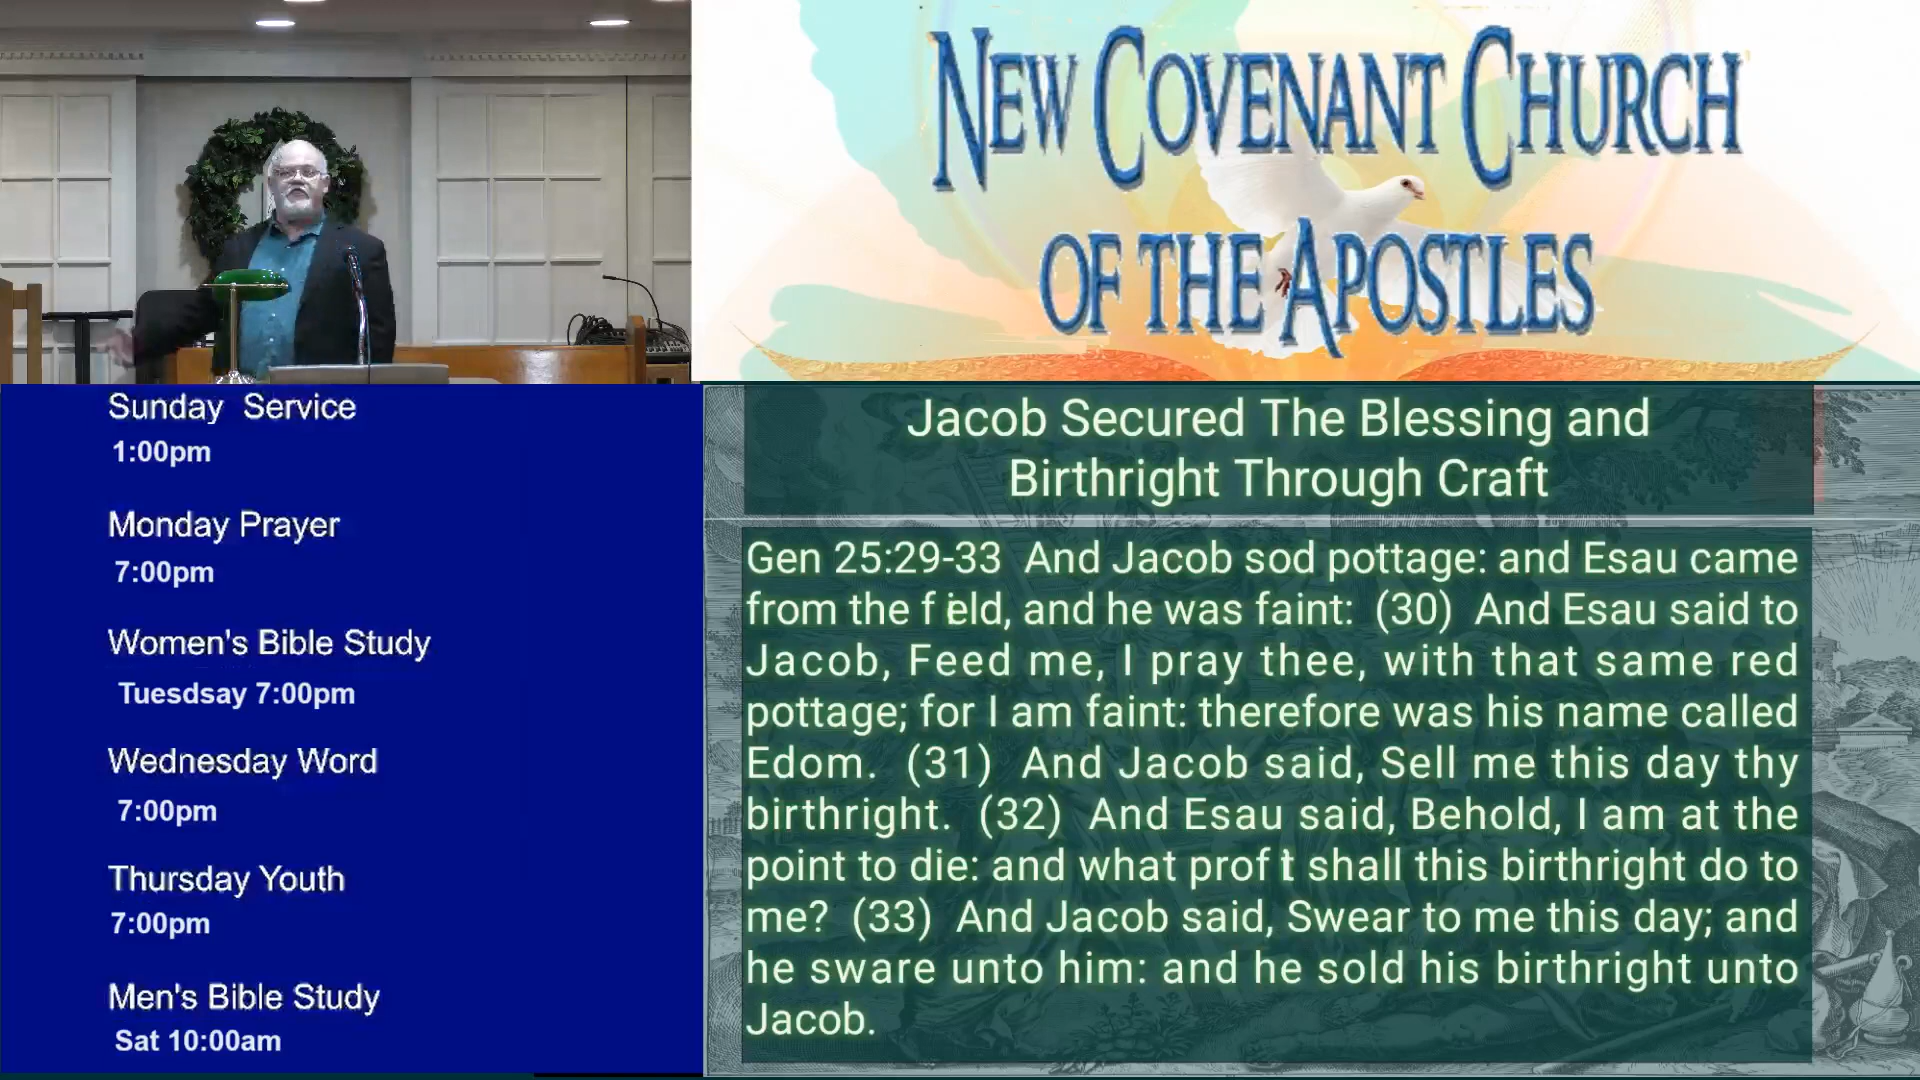 NEW COVENANT CHURCH
OF THE APOSTLES
Sunday Service
1:00pm
Monday Prayer
7:00pm
Women's Bible Study
Tuesdsay 7:00pm
Wednesday Word
7:00pm
Thursday Youth
7:00pm
Men's Bible Study
Sat 10:00am
Jacob Secured The Blessing and
Birthright Through Craft
Gen 25:29-33 And Jacob sod pottage: and Esau came
from the field, and he was faint: (30) And Esau said to
Jacob, Feed me, I pray thee, with that same red
pottage; for I am faint: therefore was his name called
Edom. (31) And Jacob said, Sell me this day thy
birthright. (32) And Esau said, Behold, I am at the
point to die: and what profit shall this birthright do to
me? (33) And Jacob said, Swear to me this day; and
he sware unto him: and he sold his birthright unto
Jacob.